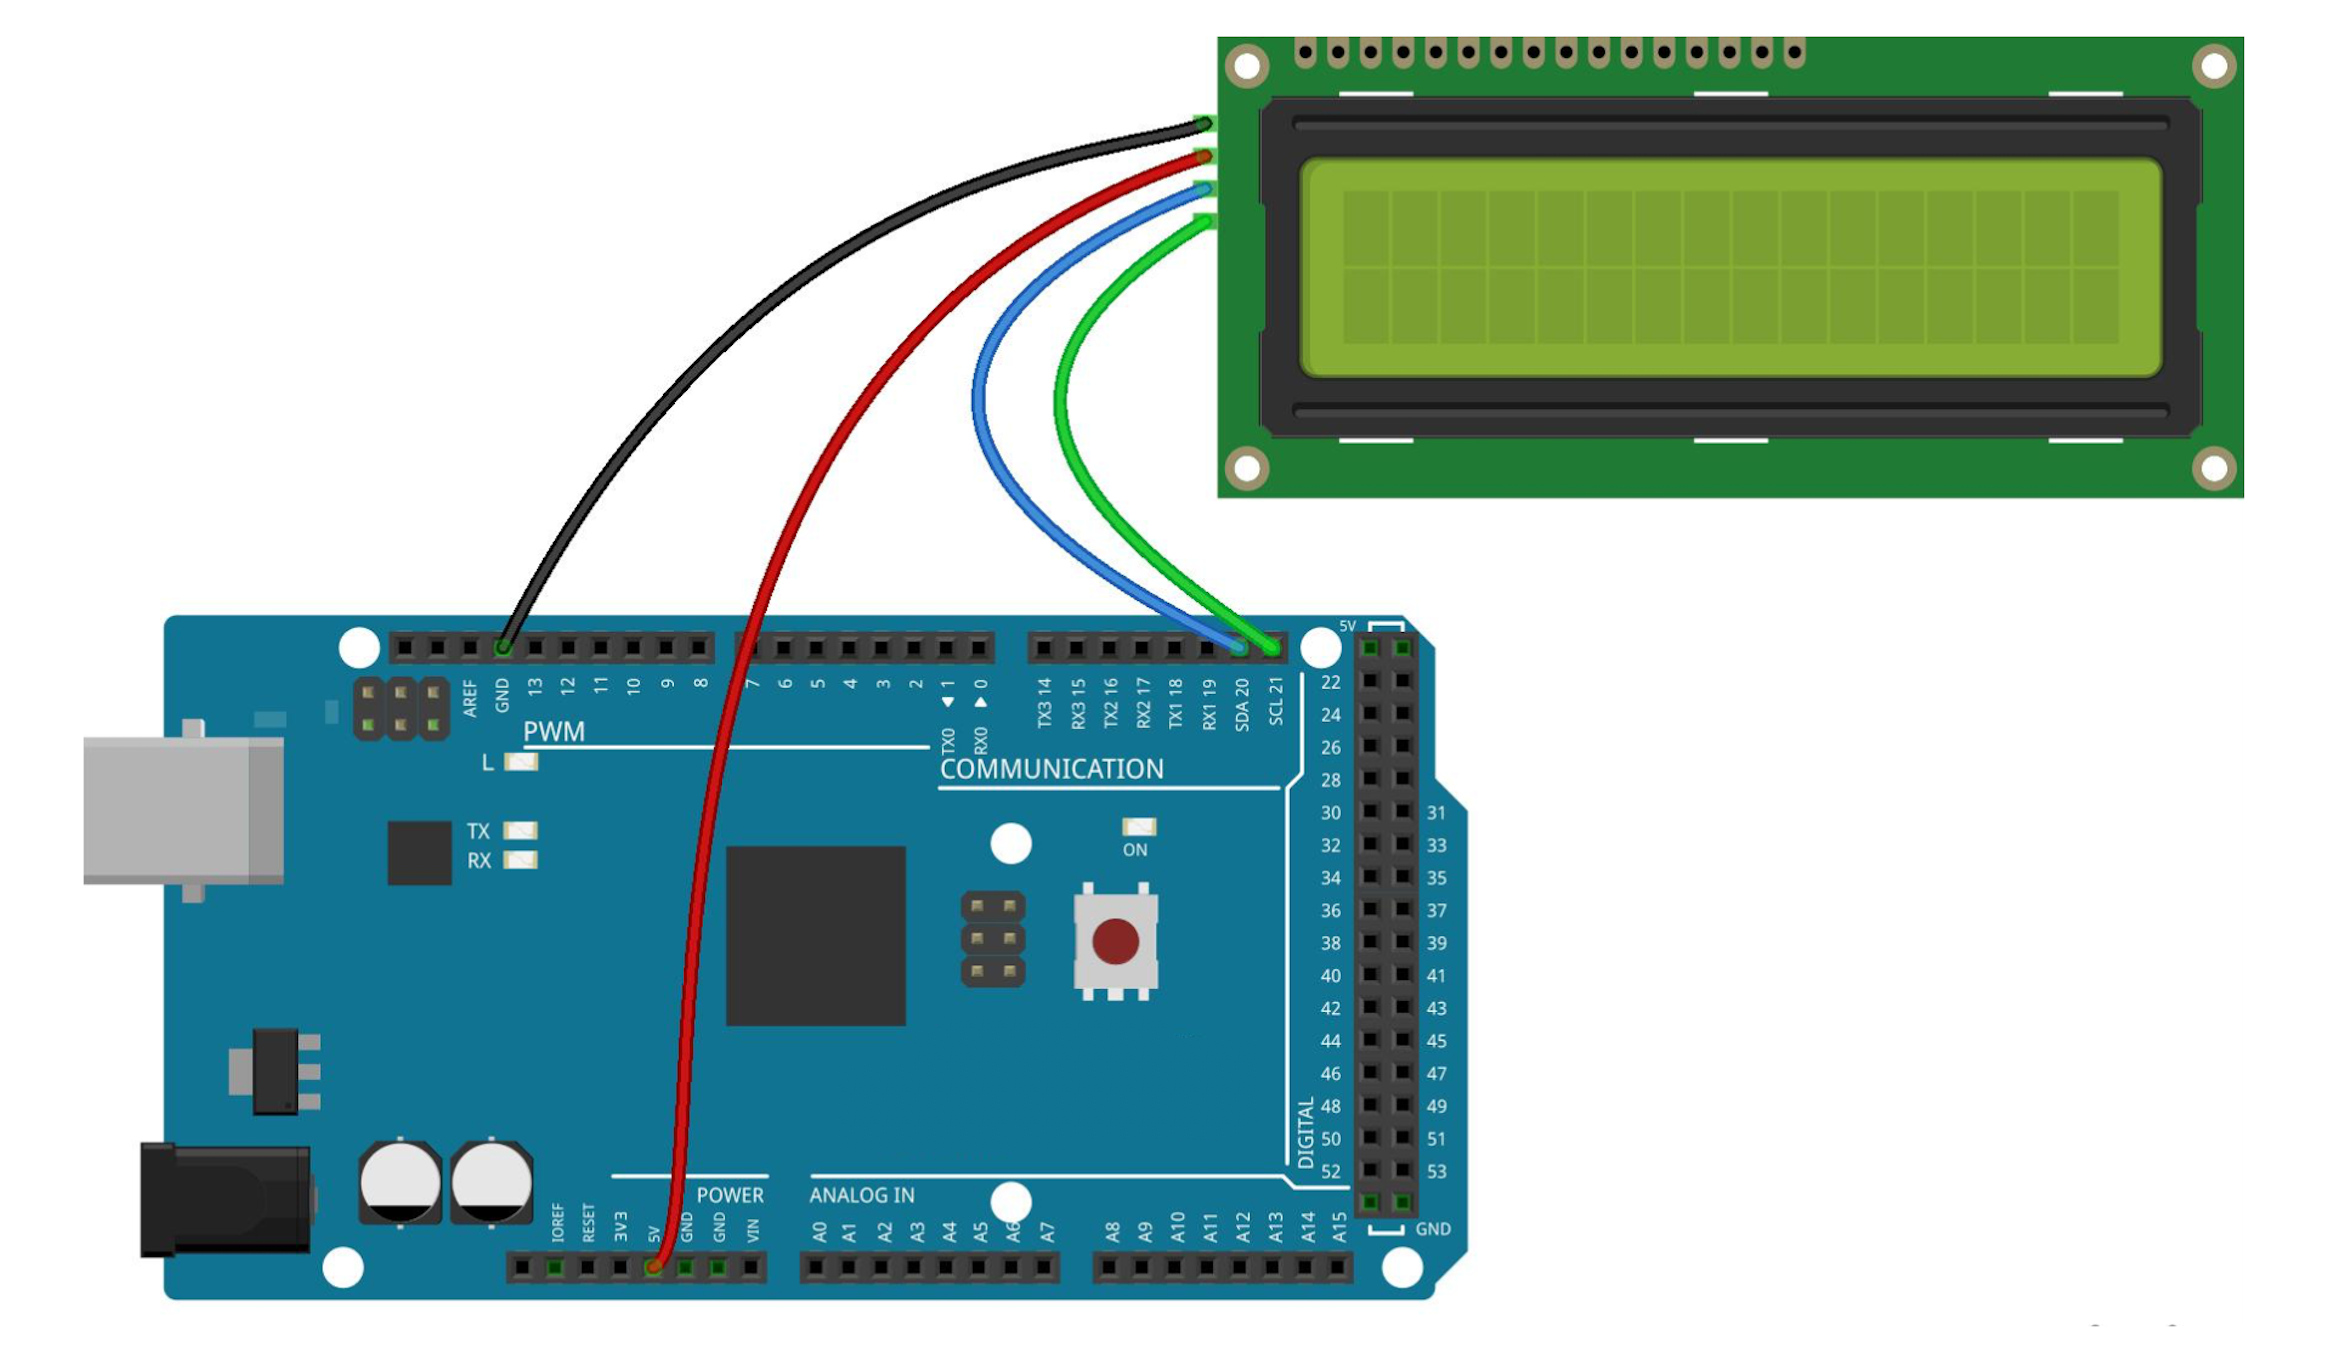 5V
AREF GND 13 12 11 10 9 8 7 6 5 4 3 2 1 0
TX0 RX0
TX3 14 RX3 15 TX2 16 RX2 17 TX1 18 RX1 19 SDA 20 SCL 21
PWM
COMMUNICATION
L
TX
RX
ON
22
24
26
28
30 31
32 33
34 35
36 37
38 39
40 41
42 43
44 45
46 47
48 49
50 51
52 53
DIGITAL
GND
POWER
ANALOG IN
IOREF RESET 3V3 5V GND GND VIN
A0 A1 A2 A3 A4 A5 A6 A7 A8 A9 A10 A11 A12 A13 A14 A15